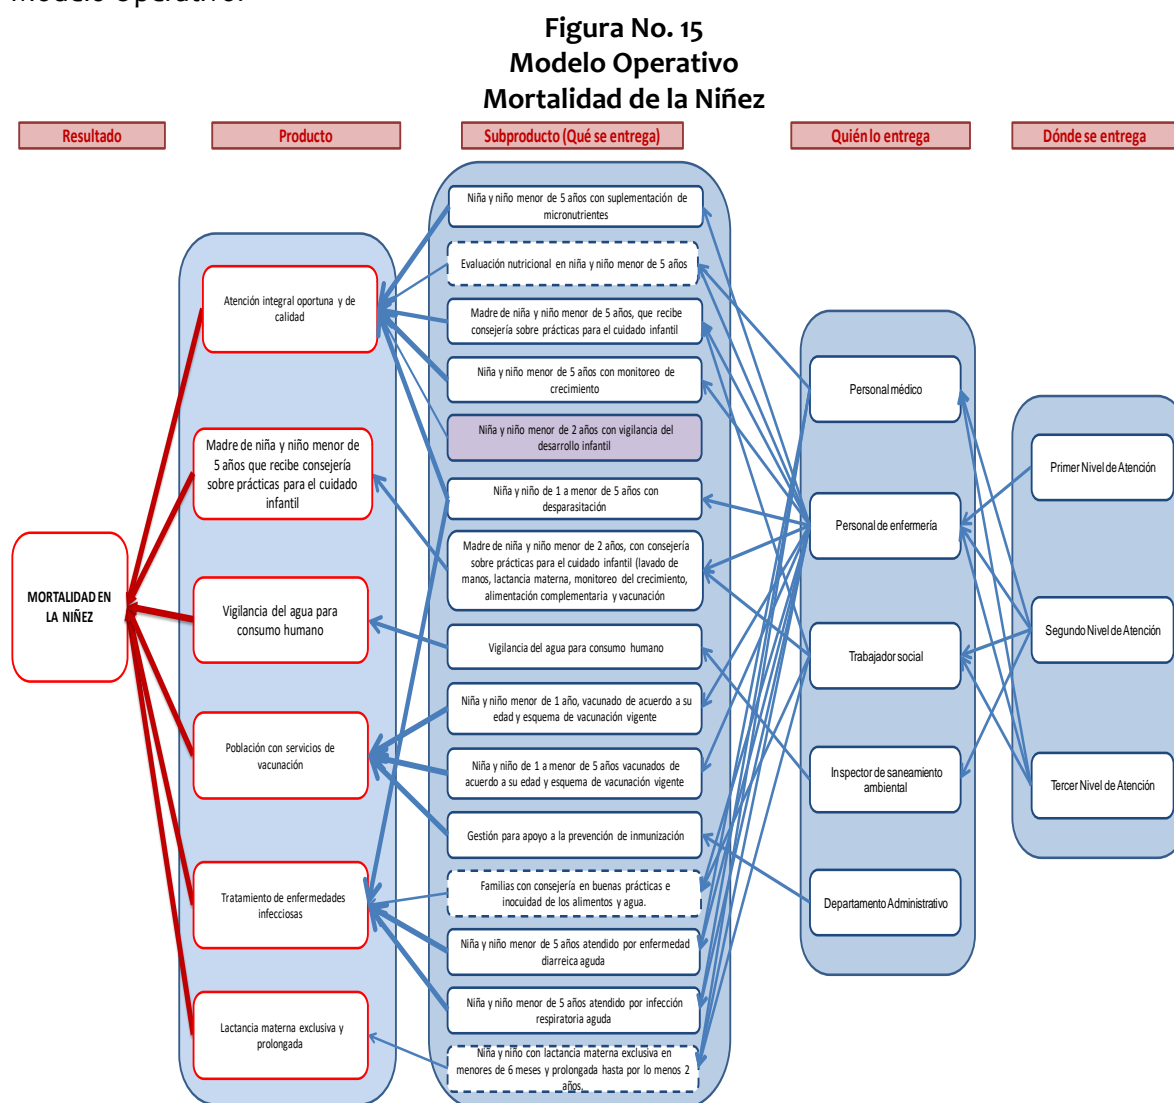 Modelo Operativo.
Figura No. 15
Modelo Operativo
Mortalidad de la Niñez
Resultado
Producto
Subproducto (Qué se entrega)
Quién lo entrega
Dónde se entrega
MORTALIDAD EN
LA NIÑEZ
Atención integral oportuna y de
calidad
Madre de niña y niño menor de
5 años que recibe consejería
sobre prácticas para el cuidado
infantil
Vigilancia del agua para
consumo humano
Población con servicios de
vacunación
Tratamiento de enfermedades
infecciosas
Lactancia materna exclusiva y
prolongada
Niña y niño menor de 5 años con suplementación de
micronutrientes
Evaluación nutricional en niña y niño menor de 5 años
Madre de niña y niño menor de 5 años, que recibe
consejería sobre prácticas para el cuidado infantil
Niña y niño menor de 5 años con monitoreo de
crecimiento
Niña y niño menor de 2 años con vigilancia del
desarrollo infantil
Niña y niño de 1 a menor de 5 años con
desparasitación
Madre de niña y niño menor de 2 años, con consejería
sobre prácticas para el cuidado infantil (lavado de
manos, lactancia materna, monitoreo del crecimiento,
alimentación complementaria y vacunación
Vigilancia del agua para consumo humano
Niña y niño menor de 1 año, vacunado de acuerdo a su
edad y esquema de vacunación vigente
Niña y niño de 1 a menor de 5 años vacunados de
acuerdo a su edad y esquema de vacunación vigente
Gestión para apoyo a la prevención de inmunización
Familias con consejería en buenas prácticas e
inocuidad de los alimentos y agua.
Niña y niño menor de 5 años atendido por enfermedad
diarreica aguda
Niña y niño menor de 5 años atendido por infección
respiratoria aguda
Niña y niño con lactancia materna exclusiva en
menores de 6 meses y prolongada hasta por lo menos 2
años.
Personal médico
Personal de enfermería
Trabajador social
Inspector de saneamiento
ambiental
Departamento Administrativo
Primer Nivel de Atención
Segundo Nivel de Atención
Tercer Nivel de Atención